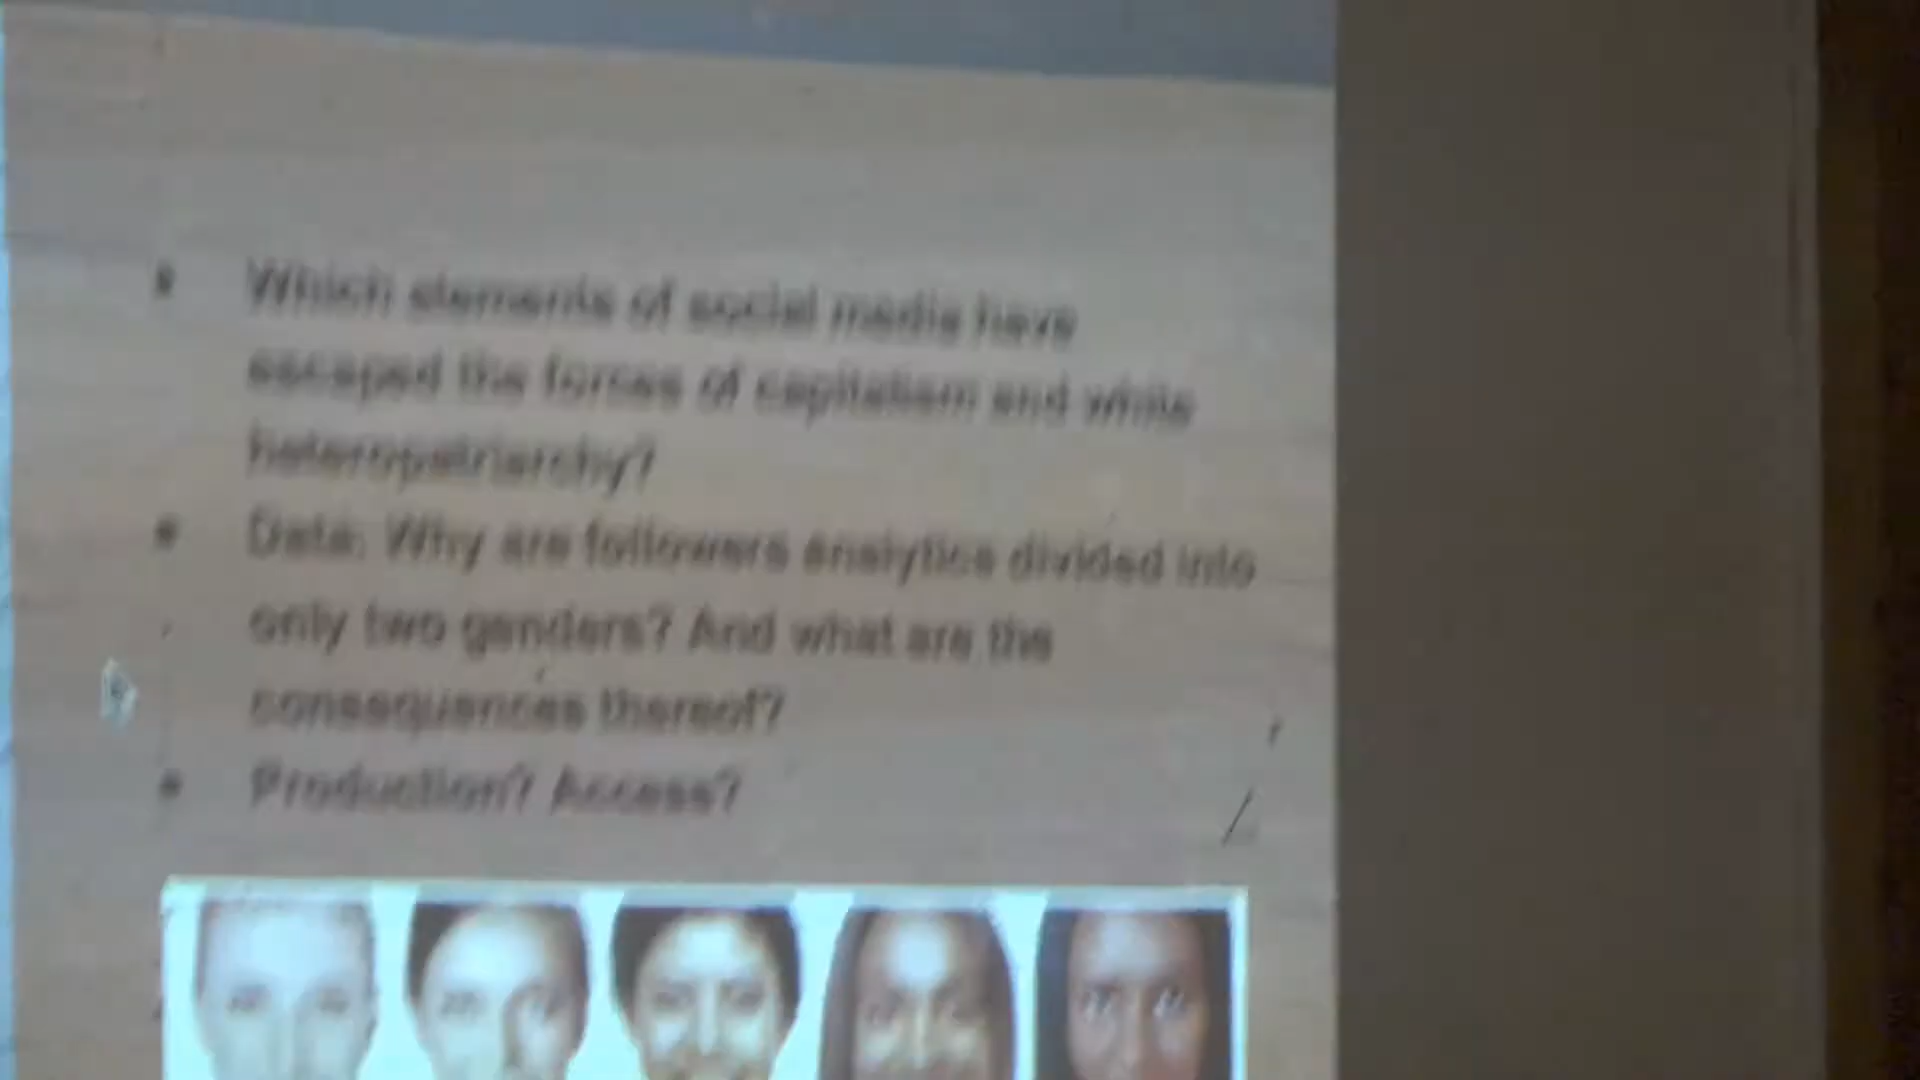 Which elements of social media have
escaped the forces of capitalism and white
heteropatriarchy?
Data: Why are followers analytics divided into
only two genders? And what are the
consequences thereof?
Production? Access?